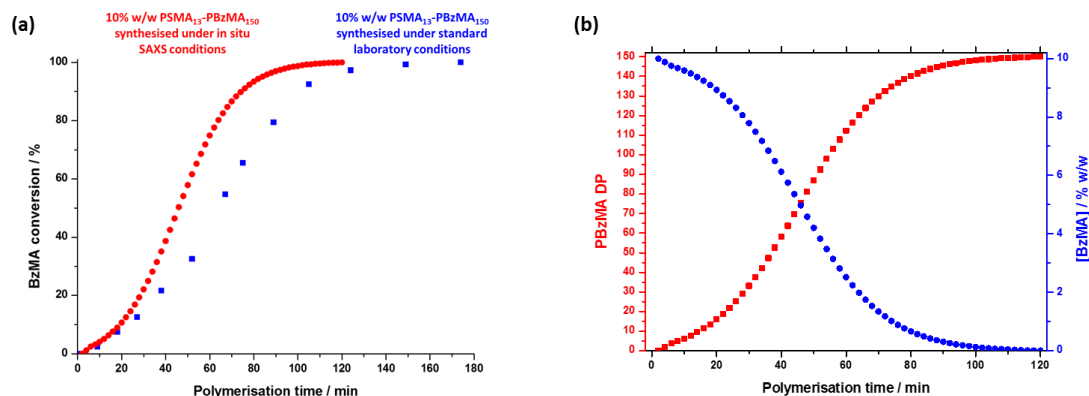 (a)
10% w/w PSMA₁₃-PBzMA₁₅₀
synthesised under in situ
SAXS conditions
10% w/w PSMA₁₃-PBzMA₁₅₀
synthesised under standard
laboratory conditions
BzMA conversion / %
100
80
60
40
20
0
0 20 40 60 80 100 120 140 160 180
Polymerisation time / min
(b)
PBzMA DP
150
140
130
120
110
100
90
80
70
60
50
40
30
20
10
0
10
8
6
4
2
0
[BzMA] / % w/w
0 20 40 60 80 100 120
Polymerisation time / min